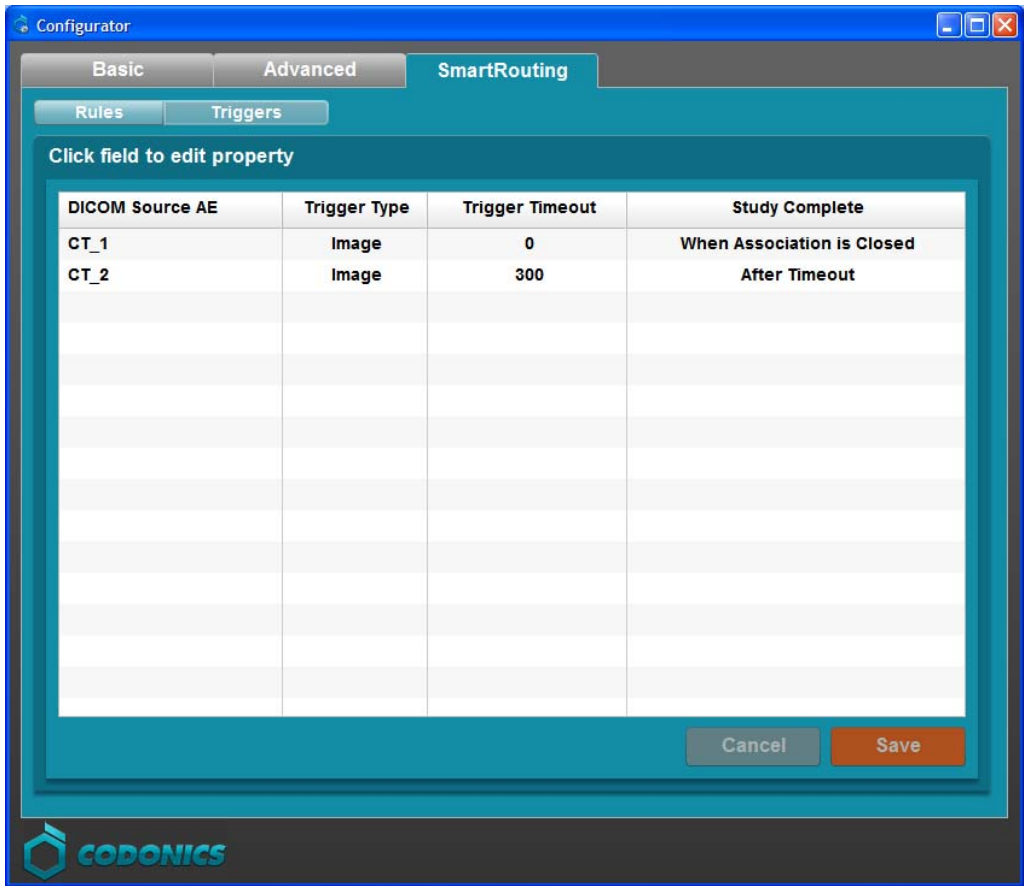 Configurator
Basic Advanced SmartRouting
Rules Triggers
Click field to edit property
DICOM Source AE Trigger Type Trigger Timeout Study Complete
CT_1 Image 0 When Association is Closed
CT_2 Image 300 After Timeout
Cancel Save
CODONICS